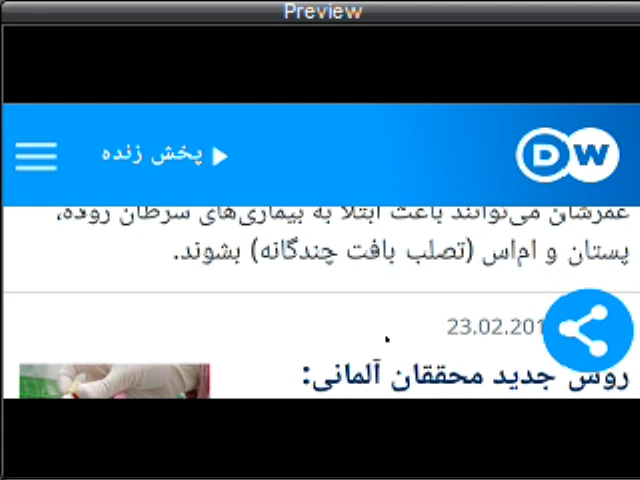 Preview
DW
پخش زنده
عمرشان می‌توانند باعث ابتلا به بیماری‌های سرطان روده،
پستان و ام‌اس (تصلب بافت چندگانه) بشوند.
23.02.201
روش جدید محققان آلمانی: